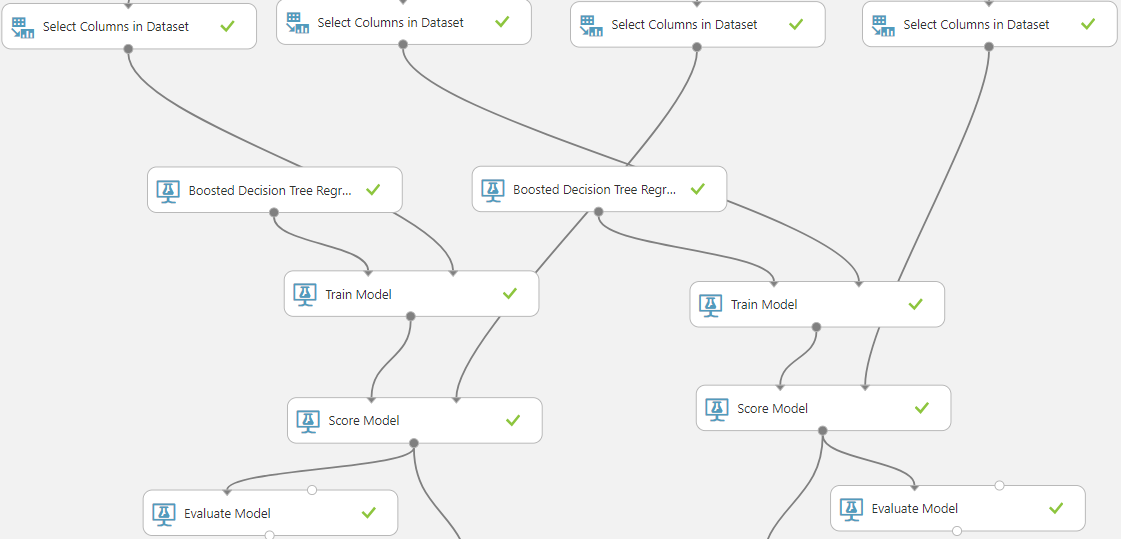 Select Columns in Dataset
Select Columns in Dataset
Select Columns in Dataset
Select Columns in Dataset
Boosted Decision Tree Regr...
Boosted Decision Tree Regr...
Train Model
Train Model
Score Model
Score Model
Evaluate Model
Evaluate Model